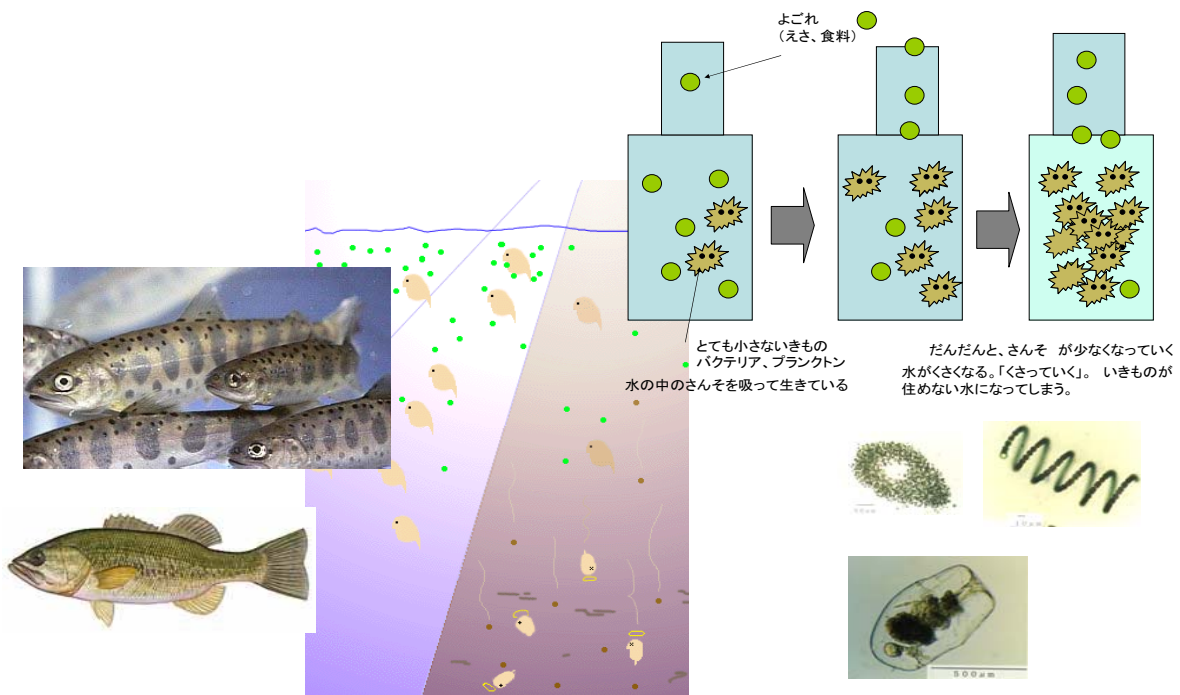 よごれ
（えさ、食料）
とても小さないきもの
バクテリア、プランクトン
水の中のさんそを吸って生きている
だんだんと、さんそ　が少なくなっていく
水がくさくなる。「くさっていく」。　いきものが
住めない水になってしまう。
500μm